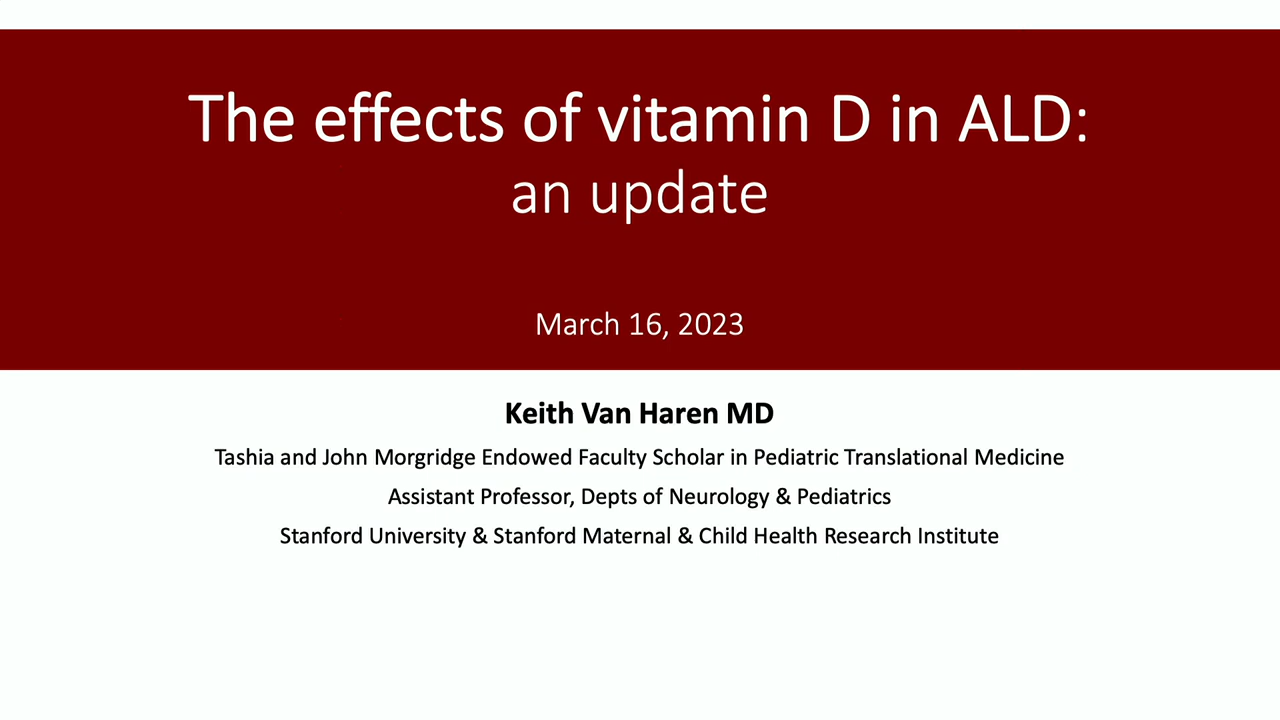 The effects of vitamin D in ALD:
an update
March 16, 2023
Keith Van Haren MD
Tashia and John Morgridge Endowed Faculty Scholar in Pediatric Translational Medicine
Assistant Professor, Depts of Neurology & Pediatrics
Stanford University & Stanford Maternal & Child Health Research Institute